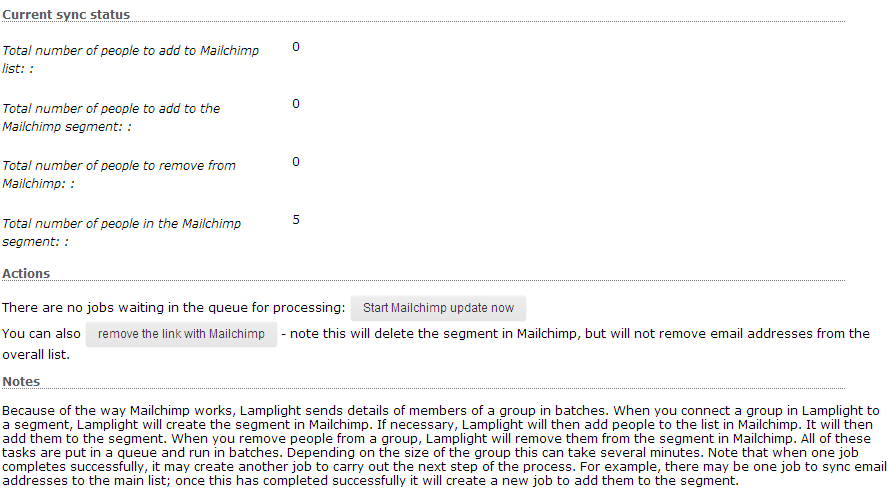 Current sync status
Total number of people to add to Mailchimp 0
list: :
Total number of people to add to the 0
Mailchimp segment: :
Total number of people to remove from 0
Mailchimp: :
Total number of people in the Mailchimp 5
segment: :
Actions
There are no jobs waiting in the queue for processing: Start Mailchimp update now
You can also remove the link with Mailchimp - note this will delete the segment in Mailchimp, but will not remove email addresses from the
overall list.
Notes
Because of the way Mailchimp works, Lamplight sends details of members of a group in batches. When you connect a group in Lamplight to
a segment, Lamplight will create the segment in Mailchimp. If necessary, Lamplight will then add people to the list in Mailchimp. It will then
add them to the segment. When you remove people from a group, Lamplight will remove them from the segment in Mailchimp. All of these
tasks are put in a queue and run in batches. Depending on the size of the group this can take several minutes. Note that when one job
completes successfully, it may create another job to carry out the next step of the process. For example, there may be one job to sync email
addresses to the main list; once this has completed successfully it will create a new job to add them to the segment.